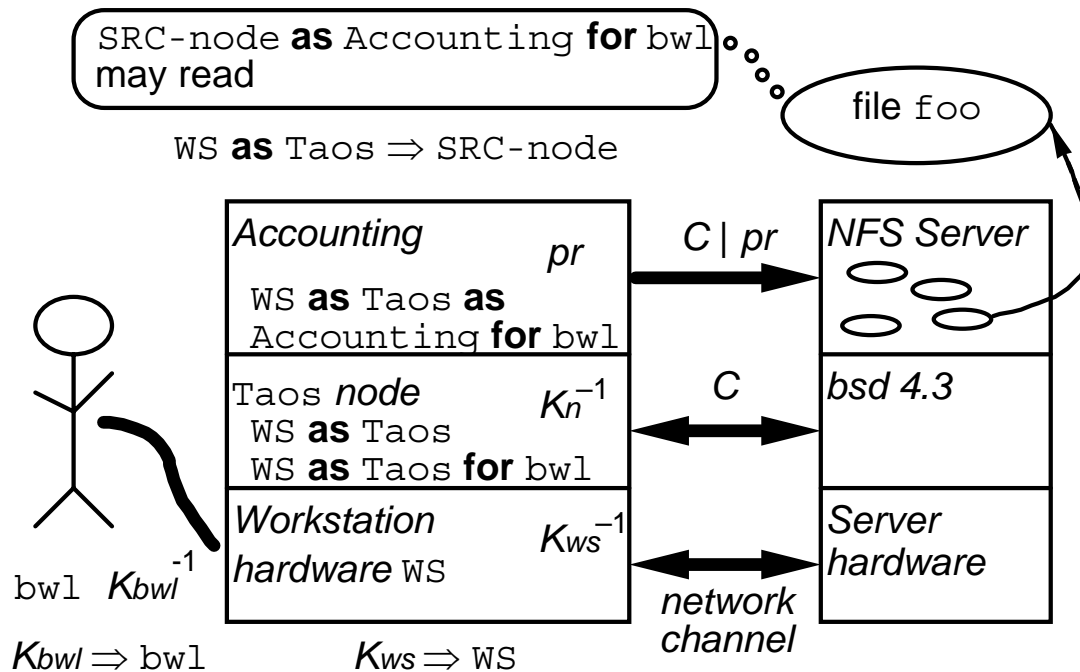 SRC-node as Accounting for bwl
may read
file foo
WS as Taos ⇒ SRC-node
Accounting
pr
WS as Taos as
Accounting for bwl
C | pr
NFS Server
Taos node
Kn⁻¹
WS as Taos
WS as Taos for bwl
C
bsd 4.3
Workstation
hardware WS
Kws⁻¹
network
channel
Server
hardware
bwl Kbwl⁻¹
Kbwl ⇒ bwl
Kws ⇒ WS